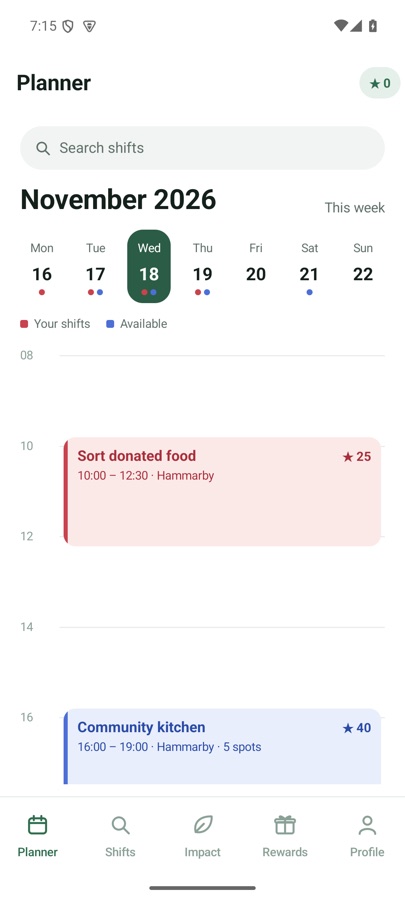 7:15
Planner
★ 0
Search shifts
November 2026
This week
Mon Tue Wed Thu Fri Sat Sun
16 17 18 19 20 21 22
Your shifts Available
08
10
Sort donated food ★ 25
10:00 – 12:30 · Hammarby
12
14
16
Community kitchen ★ 40
16:00 – 19:00 · Hammarby · 5 spots
Planner Shifts Impact Rewards Profile